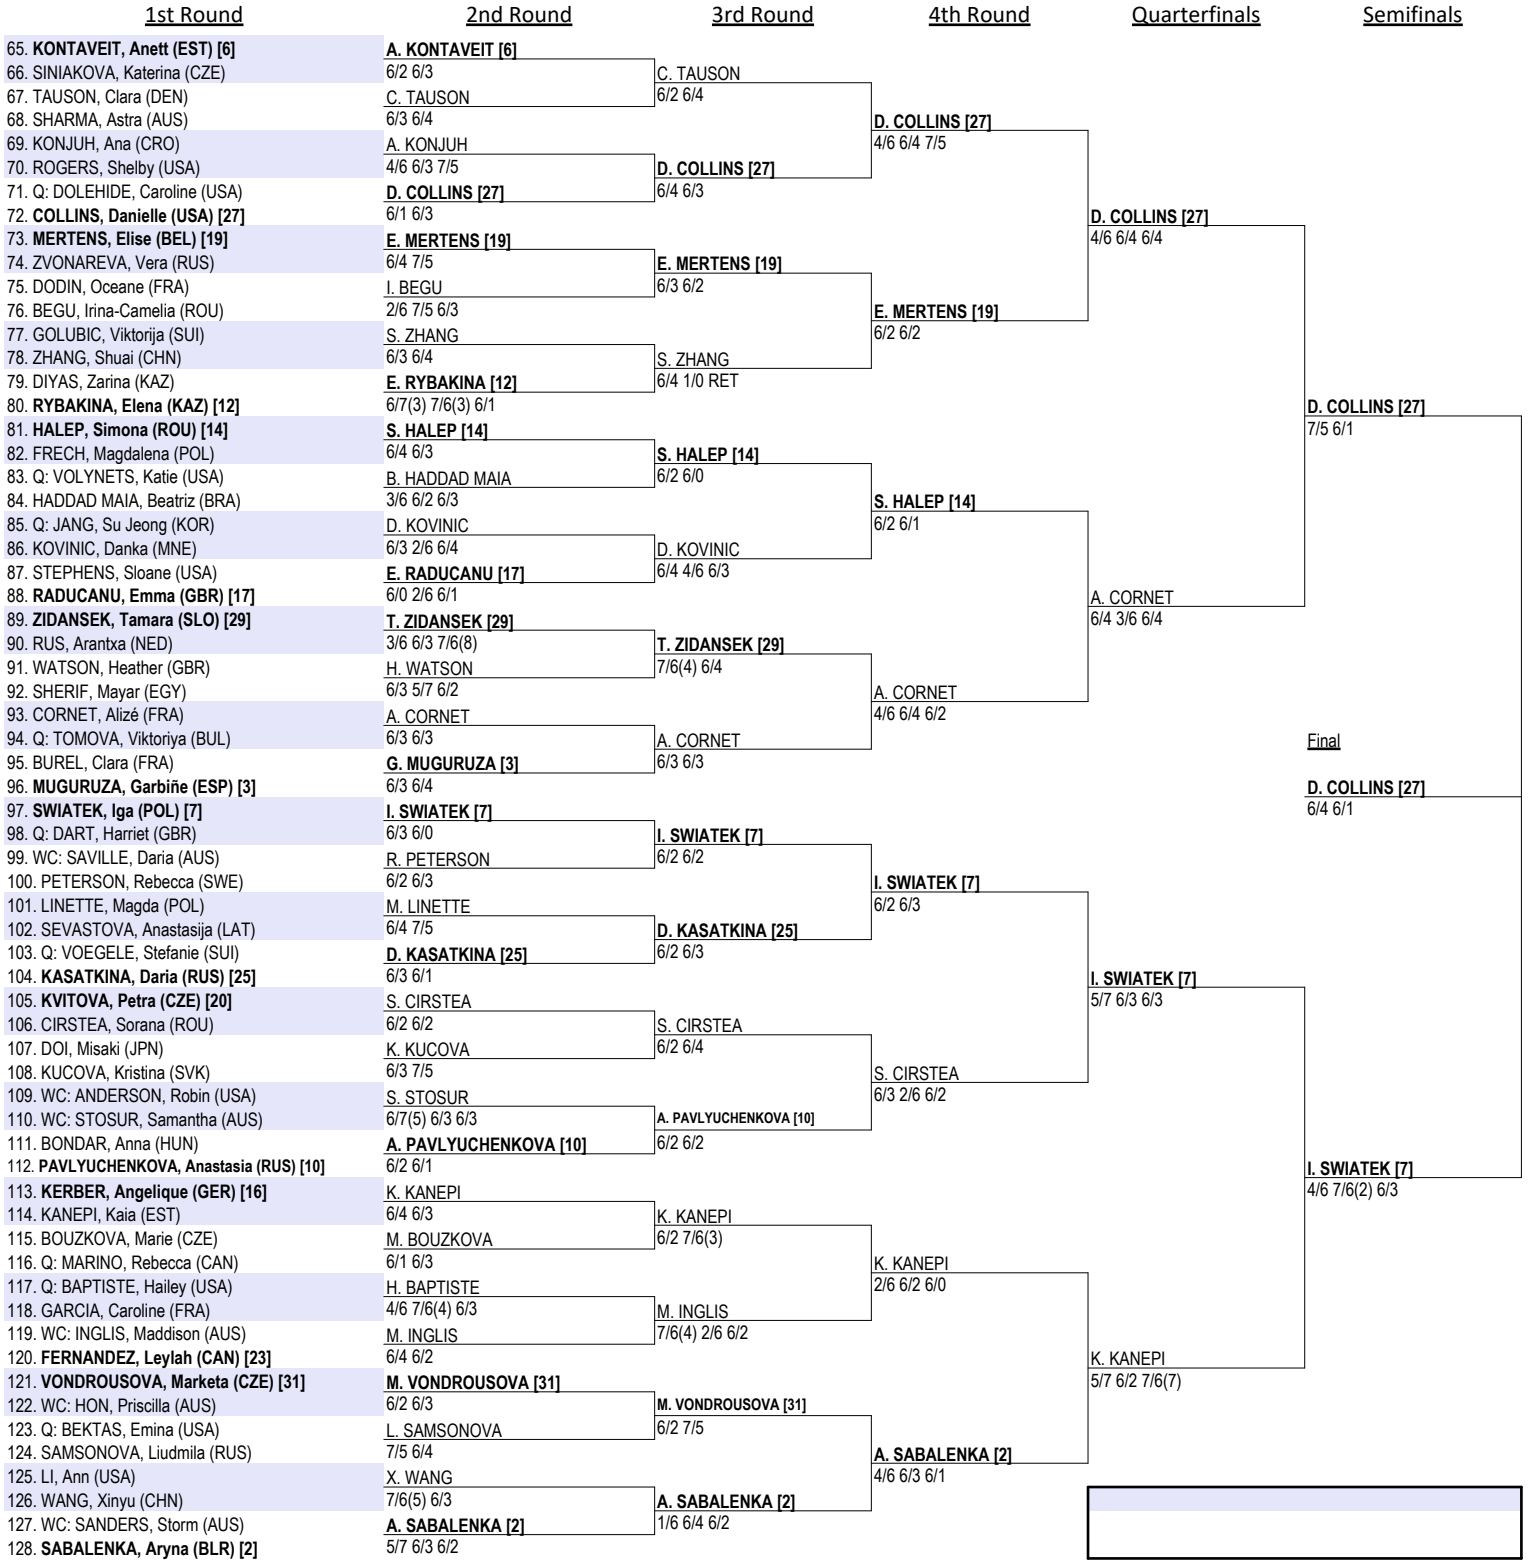 1st Round
2nd Round
3rd Round
4th Round
Quarterfinals
Semifinals
65. KONTAVEIT, Anett (EST) [6]
66. SINIAKOVA, Katerina (CZE)
67. TAUSON, Clara (DEN)
68. SHARMA, Astra (AUS)
69. KONJUH, Ana (CRO)
70. ROGERS, Shelby (USA)
71. Q: DOLEHIDE, Caroline (USA)
72. COLLINS, Danielle (USA) [27]
73. MERTENS, Elise (BEL) [19]
74. ZVONAREVA, Vera (RUS)
75. DODIN, Oceane (FRA)
76. BEGU, Irina-Camelia (ROU)
77. GOLUBIC, Viktorija (SUI)
78. ZHANG, Shuai (CHN)
79. DIYAS, Zarina (KAZ)
80. RYBAKINA, Elena (KAZ) [12]
81. HALEP, Simona (ROU) [14]
82. FRECH, Magdalena (POL)
83. Q: VOLYNETS, Katie (USA)
84. HADDAD MAIA, Beatriz (BRA)
85. Q: JANG, Su Jeong (KOR)
86. KOVINIC, Danka (MNE)
87. STEPHENS, Sloane (USA)
88. RADUCANU, Emma (GBR) [17]
89. ZIDANSEK, Tamara (SLO) [29]
90. RUS, Arantxa (NED)
91. WATSON, Heather (GBR)
92. SHERIF, Mayar (EGY)
93. CORNET, Alizé (FRA)
94. Q: TOMOVA, Viktoriya (BUL)
95. BUREL, Clara (FRA)
96. MUGURUZA, Garbiñe (ESP) [3]
97. SWIATEK, Iga (POL) [7]
98. Q: DART, Harriet (GBR)
99. WC: SAVILLE, Daria (AUS)
100. PETERSON, Rebecca (SWE)
101. LINETTE, Magda (POL)
102. SEVASTOVA, Anastasija (LAT)
103. Q: VOEGELE, Stefanie (SUI)
104. KASATKINA, Daria (RUS) [25]
105. KVITOVA, Petra (CZE) [20]
106. CIRSTEA, Sorana (ROU)
107. DOI, Misaki (JPN)
108. KUCOVA, Kristina (SVK)
109. WC: ANDERSON, Robin (USA)
110. WC: STOSUR, Samantha (AUS)
111. BONDAR, Anna (HUN)
112. PAVLYUCHENKOVA, Anastasia (RUS) [10]
113. KERBER, Angelique (GER) [16]
114. KANEPI, Kaia (EST)
115. BOUZKOVA, Marie (CZE)
116. Q: MARINO, Rebecca (CAN)
117. Q: BAPTISTE, Hailey (USA)
118. GARCIA, Caroline (FRA)
119. WC: INGLIS, Maddison (AUS)
120. FERNANDEZ, Leylah (CAN) [23]
121. VONDROUSOVA, Marketa (CZE) [31]
122. WC: HON, Priscilla (AUS)
123. Q: BEKTAS, Emina (USA)
124. SAMSONOVA, Liudmila (RUS)
125. LI, Ann (USA)
126. WANG, Xinyu (CHN)
127. WC: SANDERS, Storm (AUS)
128. SABALENKA, Aryna (BLR) [2]
A. KONTAVEIT [6]
6/2 6/3
C. TAUSON
6/3 6/4
A. KONJUH
4/6 6/3 7/5
D. COLLINS [27]
6/1 6/3
E. MERTENS [19]
6/4 7/5
I. BEGU
2/6 7/5 6/3
S. ZHANG
6/3 6/4
E. RYBAKINA [12]
6/7(3) 7/6(3) 6/1
S. HALEP [14]
6/4 6/3
B. HADDAD MAIA
3/6 6/2 6/3
D. KOVINIC
6/3 2/6 6/4
E. RADUCANU [17]
6/0 2/6 6/1
T. ZIDANSEK [29]
3/6 6/3 7/6(8)
H. WATSON
6/3 5/7 6/2
A. CORNET
6/3 6/3
G. MUGURUZA [3]
6/3 6/4
I. SWIATEK [7]
6/3 6/0
R. PETERSON
6/2 6/3
M. LINETTE
6/4 7/5
D. KASATKINA [25]
6/3 6/1
S. CIRSTEA
6/2 6/2
K. KUCOVA
6/3 7/5
S. STOSUR
6/7(5) 6/3 6/3
A. PAVLYUCHENKOVA [10]
6/2 6/1
K. KANEPI
6/4 6/3
M. BOUZKOVA
6/1 6/3
H. BAPTISTE
4/6 7/6(4) 6/3
M. INGLIS
6/4 6/2
M. VONDROUSOVA [31]
6/2 6/3
L. SAMSONOVA
7/5 6/4
X. WANG
7/6(5) 6/3
A. SABALENKA [2]
5/7 6/3 6/2
C. TAUSON
6/2 6/4
D. COLLINS [27]
6/4 6/3
E. MERTENS [19]
6/3 6/2
S. ZHANG
6/4 1/0 RET
S. HALEP [14]
6/2 6/0
D. KOVINIC
6/4 4/6 6/3
T. ZIDANSEK [29]
7/6(4) 6/4
A. CORNET
6/3 6/3
I. SWIATEK [7]
6/2 6/2
D. KASATKINA [25]
6/2 6/3
S. CIRSTEA
6/2 6/4
A. PAVLYUCHENKOVA [10]
6/2 6/2
K. KANEPI
6/2 7/6(3)
M. INGLIS
7/6(4) 2/6 6/2
M. VONDROUSOVA [31]
6/2 7/5
A. SABALENKA [2]
1/6 6/4 6/2
D. COLLINS [27]
4/6 6/4 7/5
E. MERTENS [19]
6/2 6/2
S. HALEP [14]
6/2 6/1
A. CORNET
4/6 6/4 6/2
I. SWIATEK [7]
6/2 6/3
S. CIRSTEA
6/3 2/6 6/2
K. KANEPI
2/6 6/2 6/0
A. SABALENKA [2]
4/6 6/3 6/1
D. COLLINS [27]
4/6 6/4 6/4
A. CORNET
6/4 3/6 6/4
I. SWIATEK [7]
5/7 6/3 6/3
K. KANEPI
5/7 6/2 7/6(7)
D. COLLINS [27]
7/5 6/1
Final
D. COLLINS [27]
6/4 6/1
I. SWIATEK [7]
4/6 7/6(2) 6/3